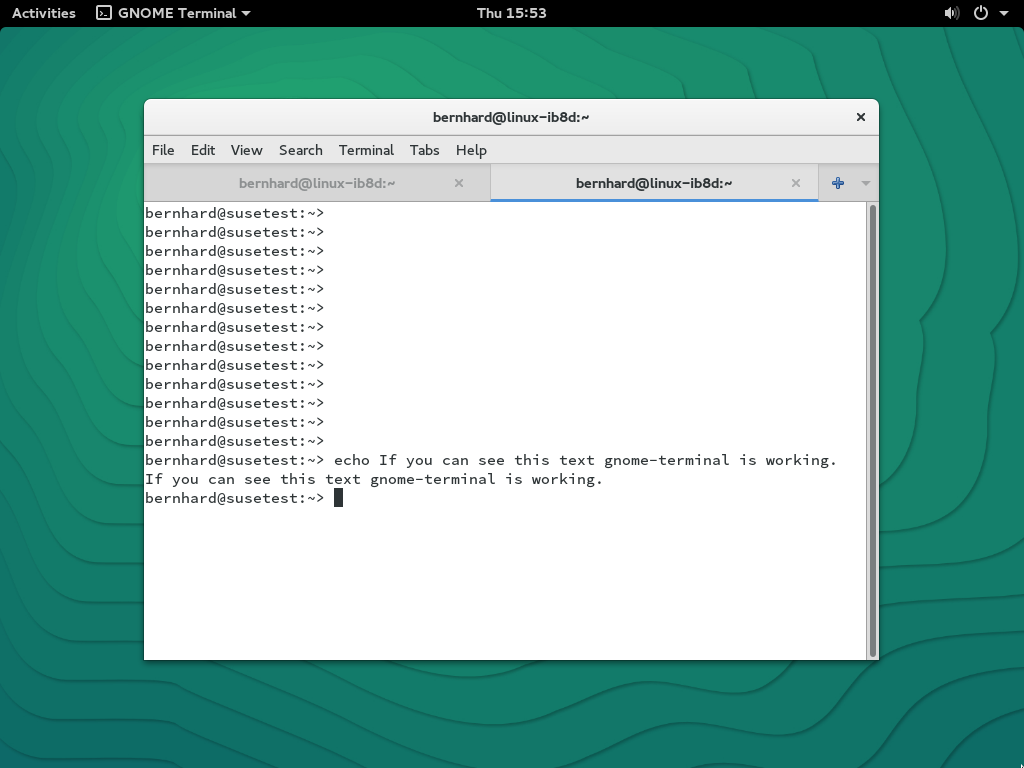 Activities GNOME Terminal Thu 15:53
bernhard@linux-ib8d:~
File Edit View Search Terminal Tabs Help
bernhard@linux-ib8d:~ bernhard@linux-ib8d:~
bernhard@susetest:~>
bernhard@susetest:~>
bernhard@susetest:~>
bernhard@susetest:~>
bernhard@susetest:~>
bernhard@susetest:~>
bernhard@susetest:~>
bernhard@susetest:~>
bernhard@susetest:~>
bernhard@susetest:~>
bernhard@susetest:~>
bernhard@susetest:~>
bernhard@susetest:~>
bernhard@susetest:~> echo If you can see this text gnome-terminal is working.
If you can see this text gnome-terminal is working.
bernhard@susetest:~>